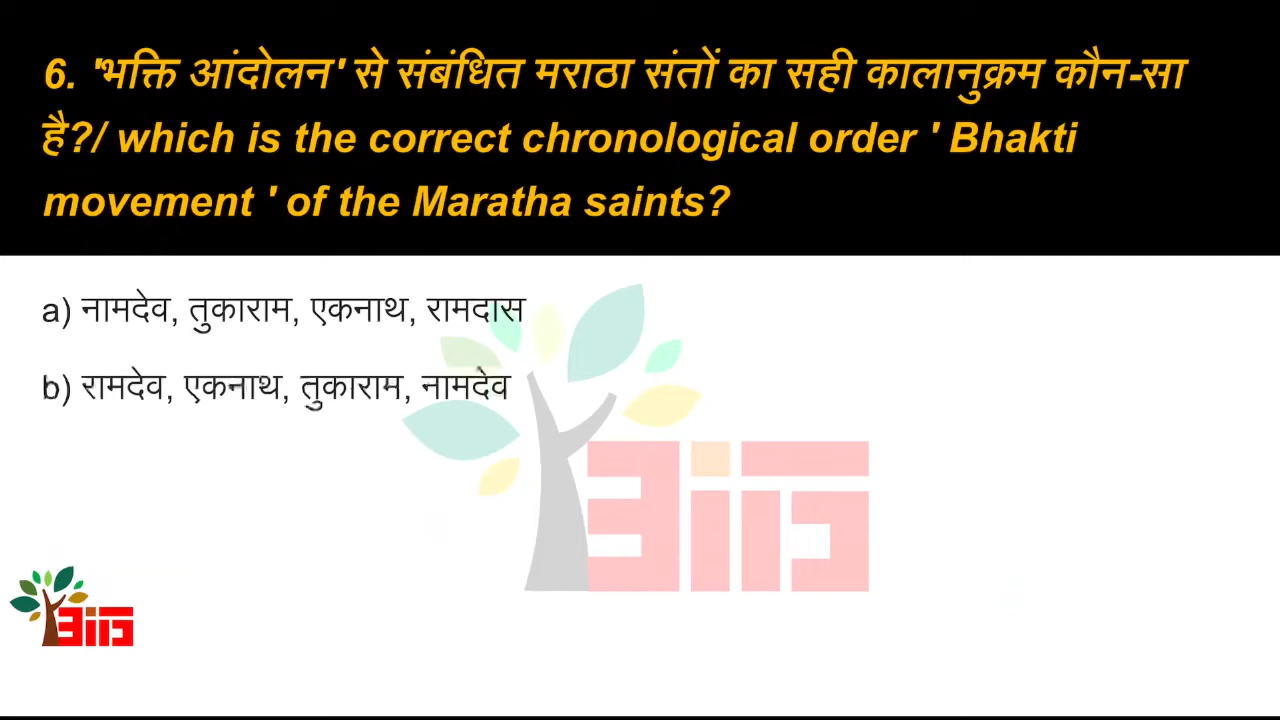 6. 'भक्ति आंदोलन' से संबंधित मराठा संतों का सही कालानुक्रम कौन-सा
है?/ which is the correct chronological order ' Bhakti
movement ' of the Maratha saints?
a) नामदेव, तुकाराम, एकनाथ, रामदास
b) रामदेव, एकनाथ, तुकाराम, नामदेव